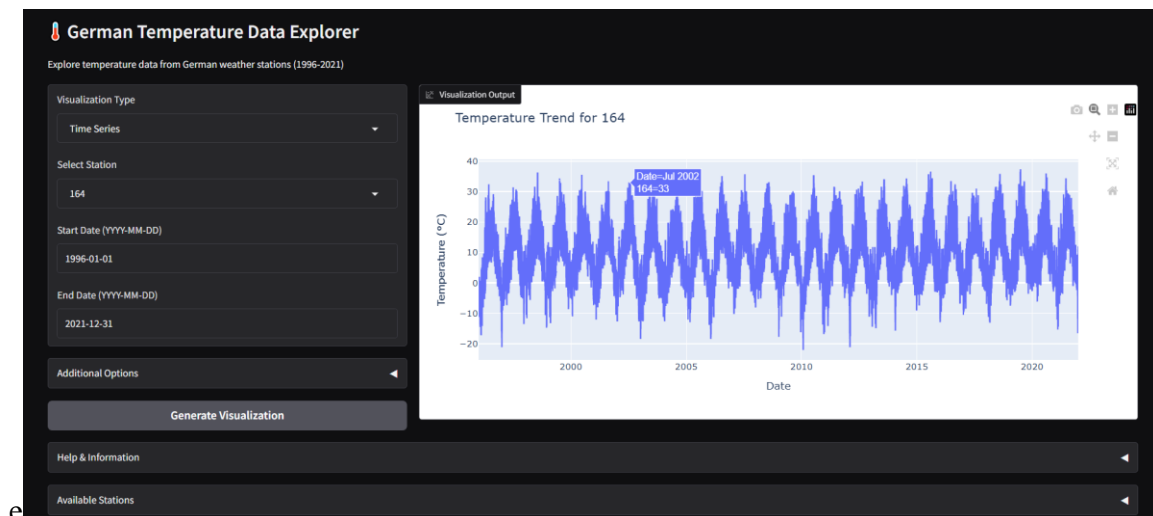 German Temperature Data Explorer
Explore temperature data from German weather stations (1996-2021)
Visualization Type
Time Series
Select Station
164
Start Date (YYYY-MM-DD)
1996-01-01
End Date (YYYY-MM-DD)
2021-12-31
Additional Options
Generate Visualization
Visualization Output
Temperature Trend for 164
Temperature (°C)
40
30
20
10
0
−10
−20
Date=Jul 2002
164=33
2000
2005
2010
2015
2020
Date
Help & Information
Available Stations
e